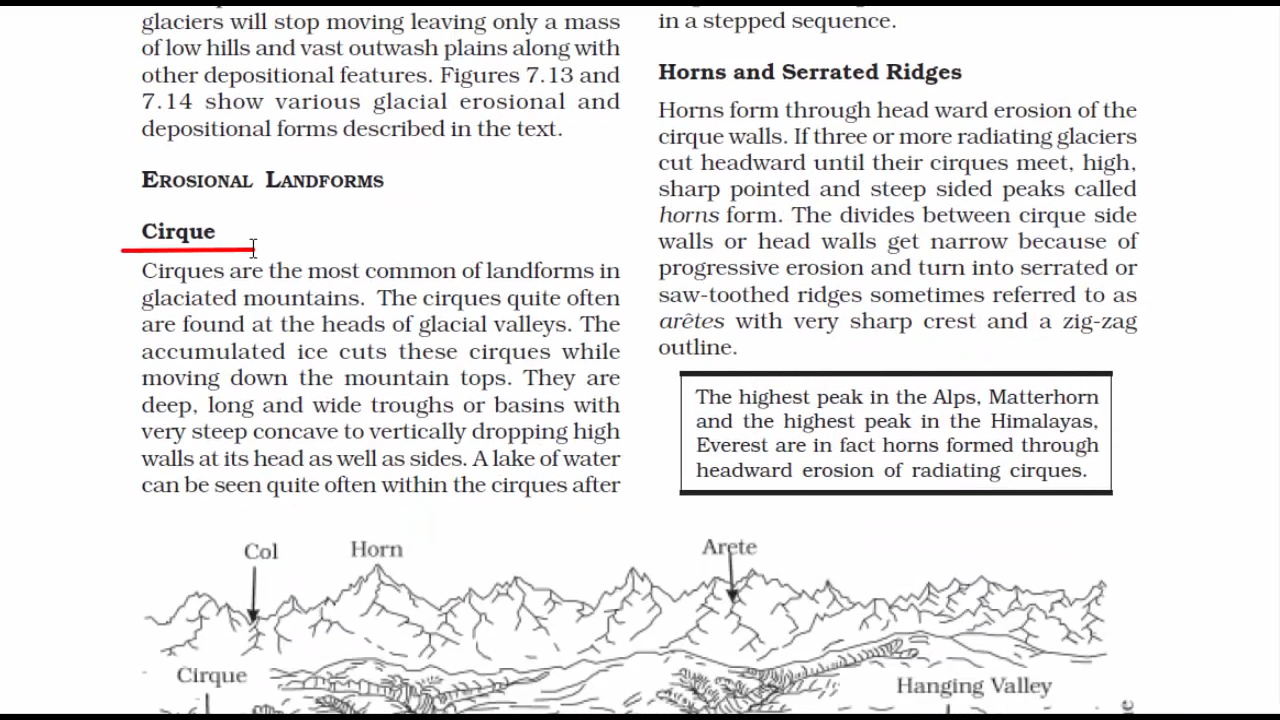 glaciers will stop moving leaving only a mass
of low hills and vast outwash plains along with
other depositional features. Figures 7.13 and
7.14 show various glacial erosional and
depositional forms described in the text.
EROSIONAL LANDFORMS
Cirque
Cirques are the most common of landforms in
glaciated mountains. The cirques quite often
are found at the heads of glacial valleys. The
accumulated ice cuts these cirques while
moving down the mountain tops. They are
deep, long and wide troughs or basins with
very steep concave to vertically dropping high
walls at its head as well as sides. A lake of water
can be seen quite often within the cirques after
in a stepped sequence.
Horns and Serrated Ridges
Horns form through head ward erosion of the
cirque walls. If three or more radiating glaciers
cut headward until their cirques meet, high,
sharp pointed and steep sided peaks called
horns form. The divides between cirque side
walls or head walls get narrow because of
progressive erosion and turn into serrated or
saw-toothed ridges sometimes referred to as
arêtes with very sharp crest and a zig-zag
outline.
The highest peak in the Alps, Matterhorn
and the highest peak in the Himalayas,
Everest are in fact horns formed through
headward erosion of radiating cirques.
Col
Horn
Arete
Cirque
Hanging Valley